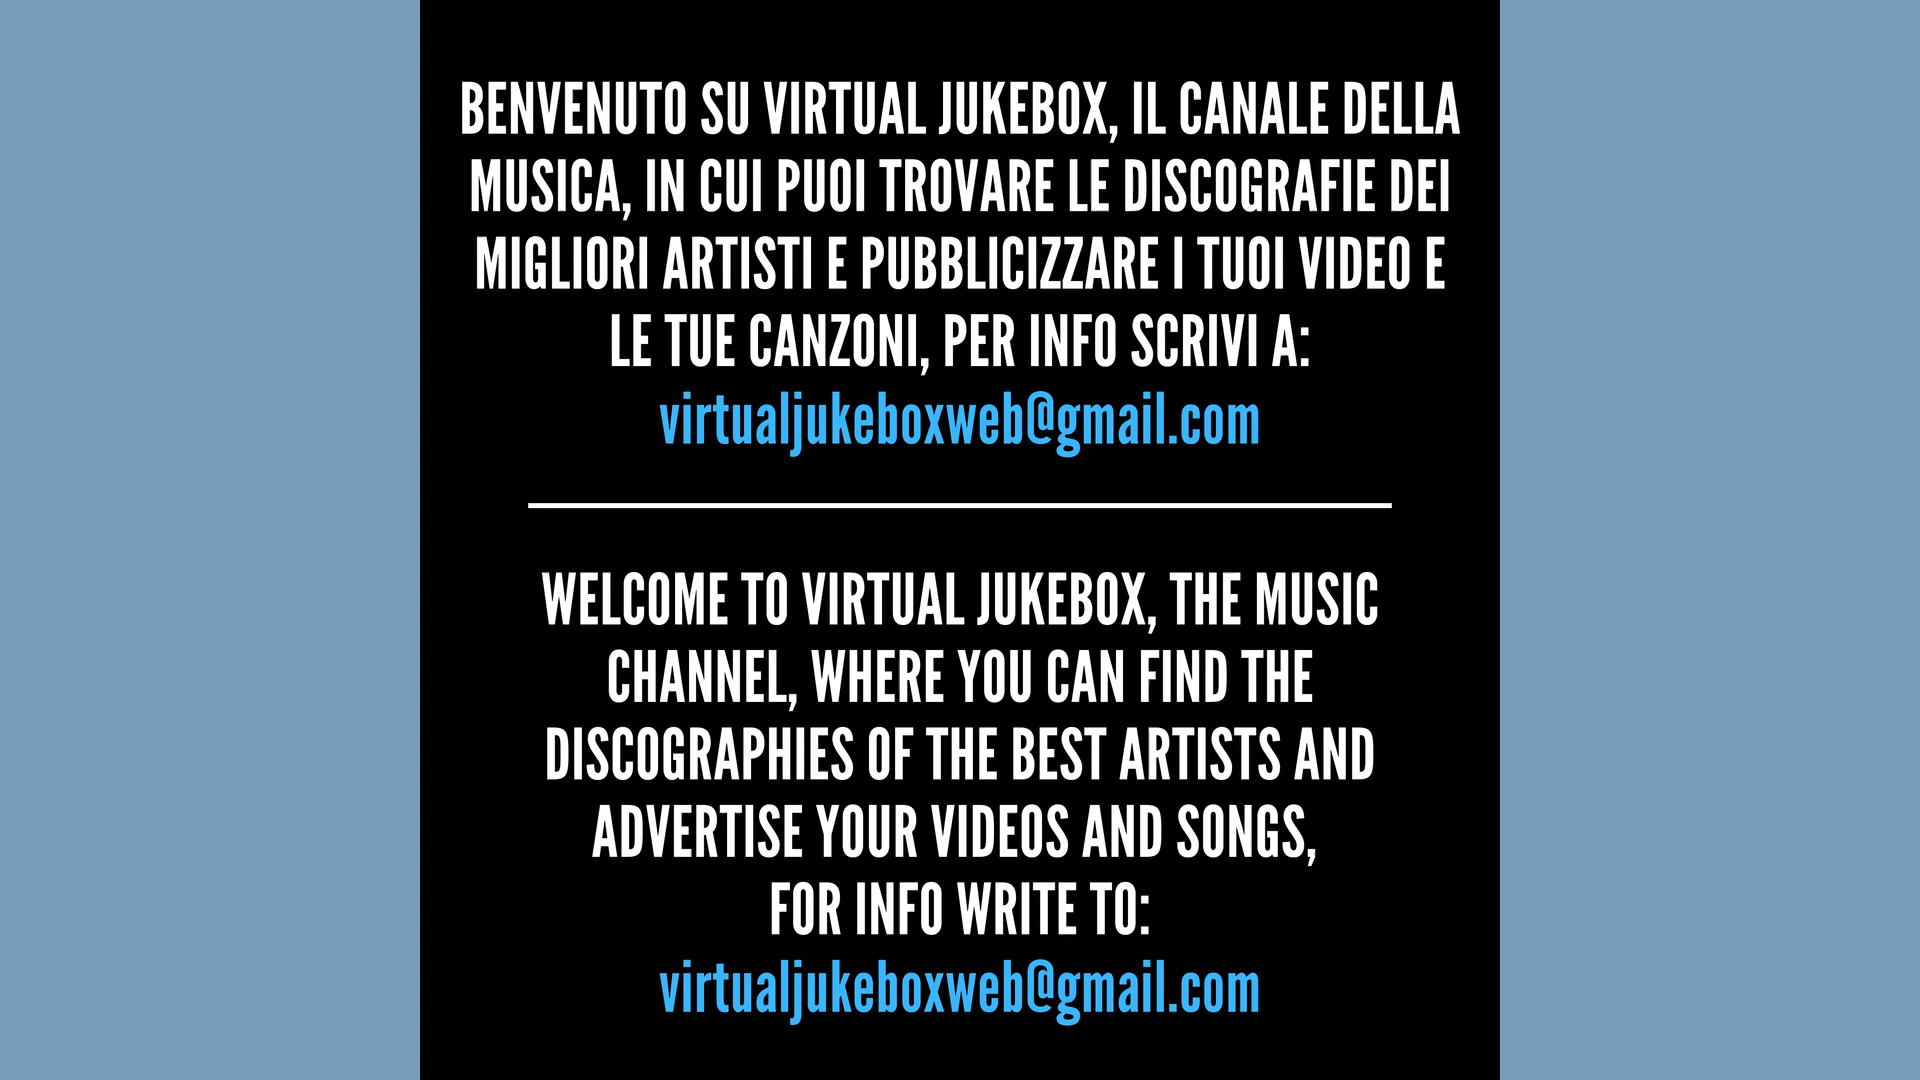 BENVENUTO SU VIRTUAL JUKEBOX, IL CANALE DELLA
MUSICA, IN CUI PUOI TROVARE LE DISCOGRAFIE DEI
MIGLIORI ARTISTI E PUBBLICIZZARE I TUOI VIDEO E
LE TUE CANZONI, PER INFO SCRIVI A:
virtualjukeboxweb@gmail.com
WELCOME TO VIRTUAL JUKEBOX, THE MUSIC
CHANNEL, WHERE YOU CAN FIND THE
DISCOGRAPHIES OF THE BEST ARTISTS AND
ADVERTISE YOUR VIDEOS AND SONGS,
FOR INFO WRITE TO:
virtualjukeboxweb@gmail.com